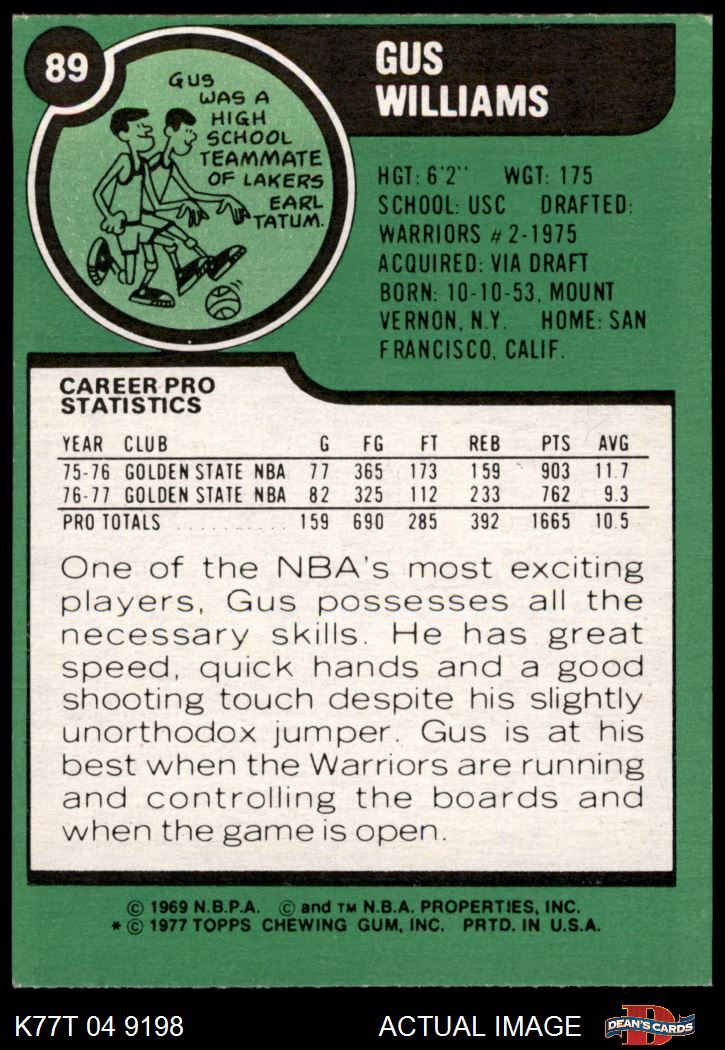 89
GUS
WAS A
HIGH
SCHOOL
TEAMMATE
OF LAKERS
EARL
TATUM.
GUS
WILLIAMS
HGT: 6'2" WGT: 175
SCHOOL: USC DRAFTED:
WARRIORS #2-1975
ACQUIRED: VIA DRAFT
BORN: 10-10-53, MOUNT
VERNON, N.Y. HOME: SAN
FRANCISCO, CALIF.
CAREER PRO
STATISTICS
YEAR CLUB G FG FT REB PTS AVG
75-76 GOLDEN STATE NBA 77 365 173 159 903 11.7
76-77 GOLDEN STATE NBA 82 325 112 233 762 9.3
PRO TOTALS .......... 159 690 285 392 1665 10.5
One of the NBA's most exciting
players, Gus possesses all the
necessary skills. He has great
speed, quick hands and a good
shooting touch despite his slightly
unorthodox jumper. Gus is at his
best when the Warriors are running
and controlling the boards and
when the game is open.
© 1969 N.B.P.A. © and TM N.B.A. PROPERTIES, INC.
* © 1977 TOPPS CHEWING GUM, INC. PRTD. IN U.S.A.
K77T 04 9198 ACTUAL IMAGE
D
DEAN'S CARDS